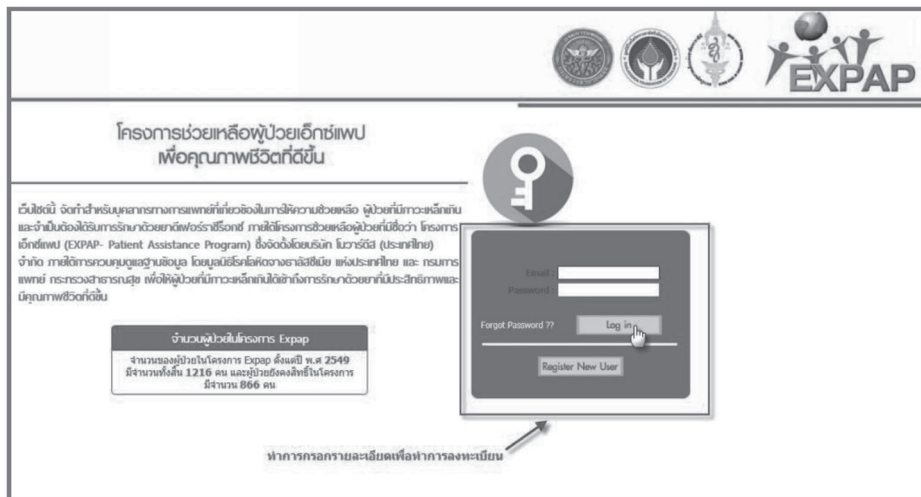 EXPAP
โครงการช่วยเหลือผู้ป่วยเอ็กซ์แพป
เพื่อคุณภาพชีวิตที่ดีขึ้น
เว็บไซต์นี้ จัดทำสำหรับบุคลากรทางการแพทย์ที่เกี่ยวข้องในการให้ความช่วยเหลือ ผู้ป่วยที่มีภาวะเหล็กเกิน
และจำเป็นต้องได้รับการรักษาด้วยยาดีเฟอร์ราซีร็อกซ์ ภายใต้โครงการช่วยเหลือผู้ป่วยที่มีชื่อว่า โครงการ
เอ็กซ์แพป (EXPAP- Patient Assistance Program) ซึ่งจัดตั้งโดยบริษัท โนวาร์ตีส (ประเทศไทย)
จำกัด ภายใต้การควบคุมดูแลฐานข้อมูล โดยมูลนิธิโรคโลหิตจางธาลัสซีเมีย แห่งประเทศไทย และ กรมการ
แพทย์ กระทรวงสาธารณสุข เพื่อให้ผู้ป่วยที่มีภาวะเหล็กเกินได้เข้าถึงการรักษาด้วยยาที่มีประสิทธิภาพและ
มีคุณภาพชีวิตที่ดีขึ้น
จำนวนผู้ป่วยในโครงการ Expap
จำนวนของผู้ป่วยในโครงการ Expap ตั้งแต่ปี พ.ศ 2549
มีจำนวนทั้งสิ้น 1216 คน และผู้ป่วยยังคงสิทธิ์ในโครงการ
มีจำนวน 866 คน
Email :
Password :
Forgot Password ?? Log in
Register New User
ทำการกรอกรายละเอียดเพื่อทำการลงทะเบียน